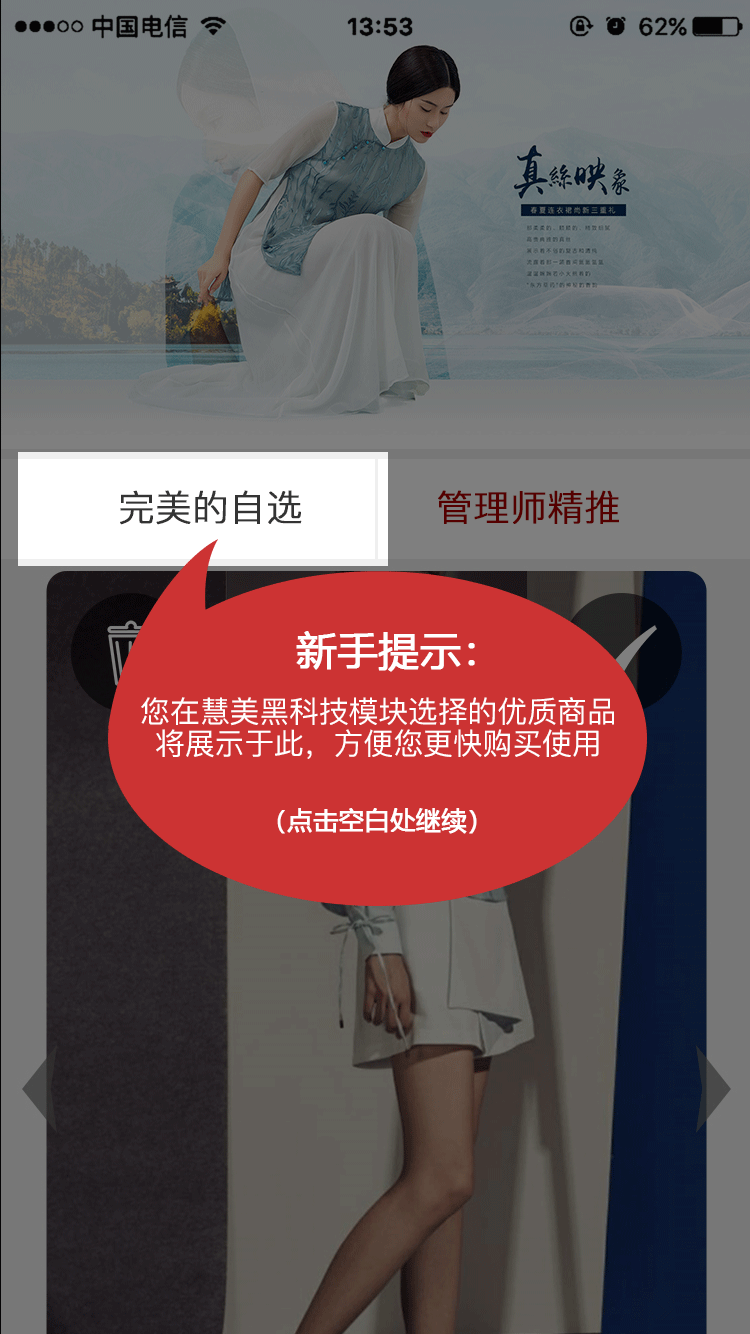 中国电信
13:53
62%
真絲映象
春夏连衣裙尚新三重礼
完美的自选
管理师精推
新手提示：
您在慧美黑科技模块选择的优质商品
将展示于此，方便您更快购买使用
（点击空白处继续）